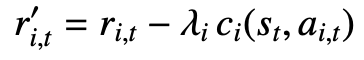 r′_{i,t} = r_{i,t} − λ_i c_i(s_t, a_{i,t})